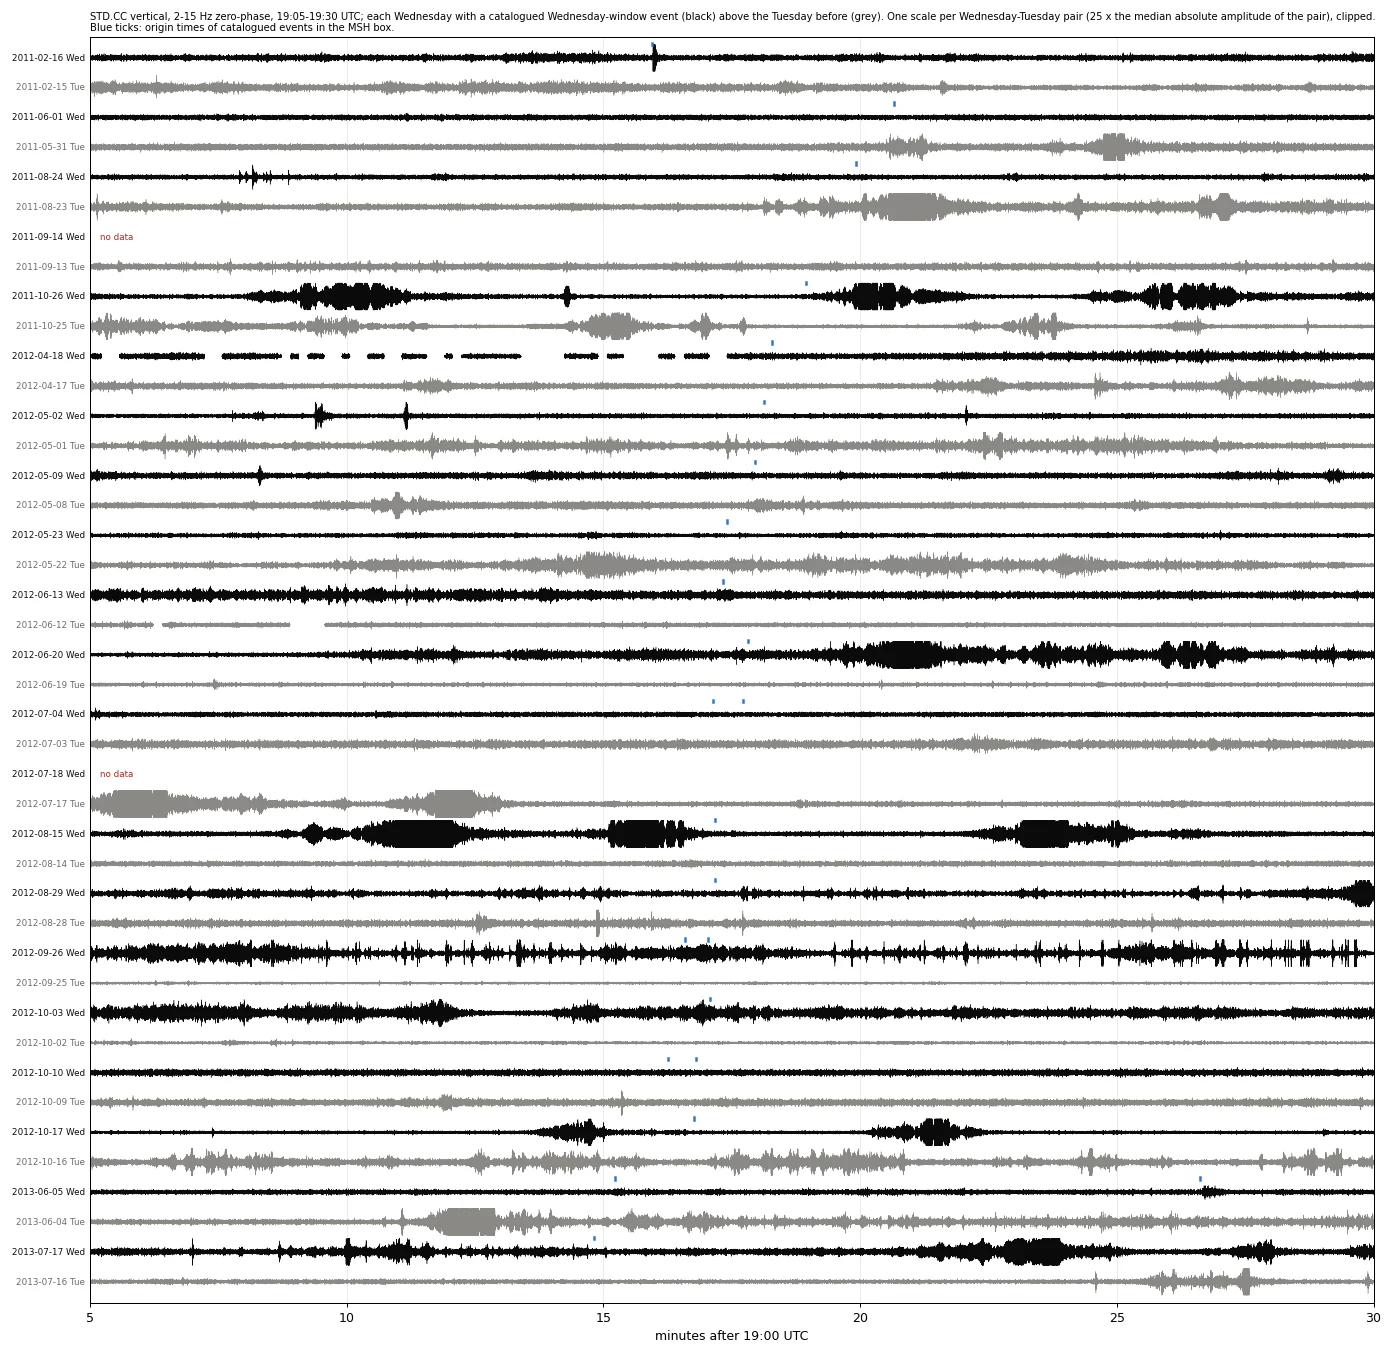 STD.CC vertical, 2-15 Hz zero-phase, 19:05-19:30 UTC; each Wednesday with a catalogued Wednesday-window event (black) above the Tuesday before (grey). One scale per Wednesday-Tuesday pair (25 x the median absolute amplitude of the pair), clipped.
Blue ticks: origin times of catalogued events in the MSH box.
2011-02-16 Wed
2011-02-15 Tue
2011-06-01 Wed
2011-05-31 Tue
2011-08-24 Wed
2011-08-23 Tue
2011-09-14 Wed no data
2011-09-13 Tue
2011-10-26 Wed
2011-10-25 Tue
2012-04-18 Wed
2012-04-17 Tue
2012-05-02 Wed
2012-05-01 Tue
2012-05-09 Wed
2012-05-08 Tue
2012-05-23 Wed
2012-05-22 Tue
2012-06-13 Wed
2012-06-12 Tue
2012-06-20 Wed
2012-06-19 Tue
2012-07-04 Wed
2012-07-03 Tue
2012-07-18 Wed no data
2012-07-17 Tue
2012-08-15 Wed
2012-08-14 Tue
2012-08-29 Wed
2012-08-28 Tue
2012-09-26 Wed
2012-09-25 Tue
2012-10-03 Wed
2012-10-02 Tue
2012-10-10 Wed
2012-10-09 Tue
2012-10-17 Wed
2012-10-16 Tue
2013-06-05 Wed
2013-06-04 Tue
2013-07-17 Wed
2013-07-16 Tue
5 10 15 20 25 30
minutes after 19:00 UTC